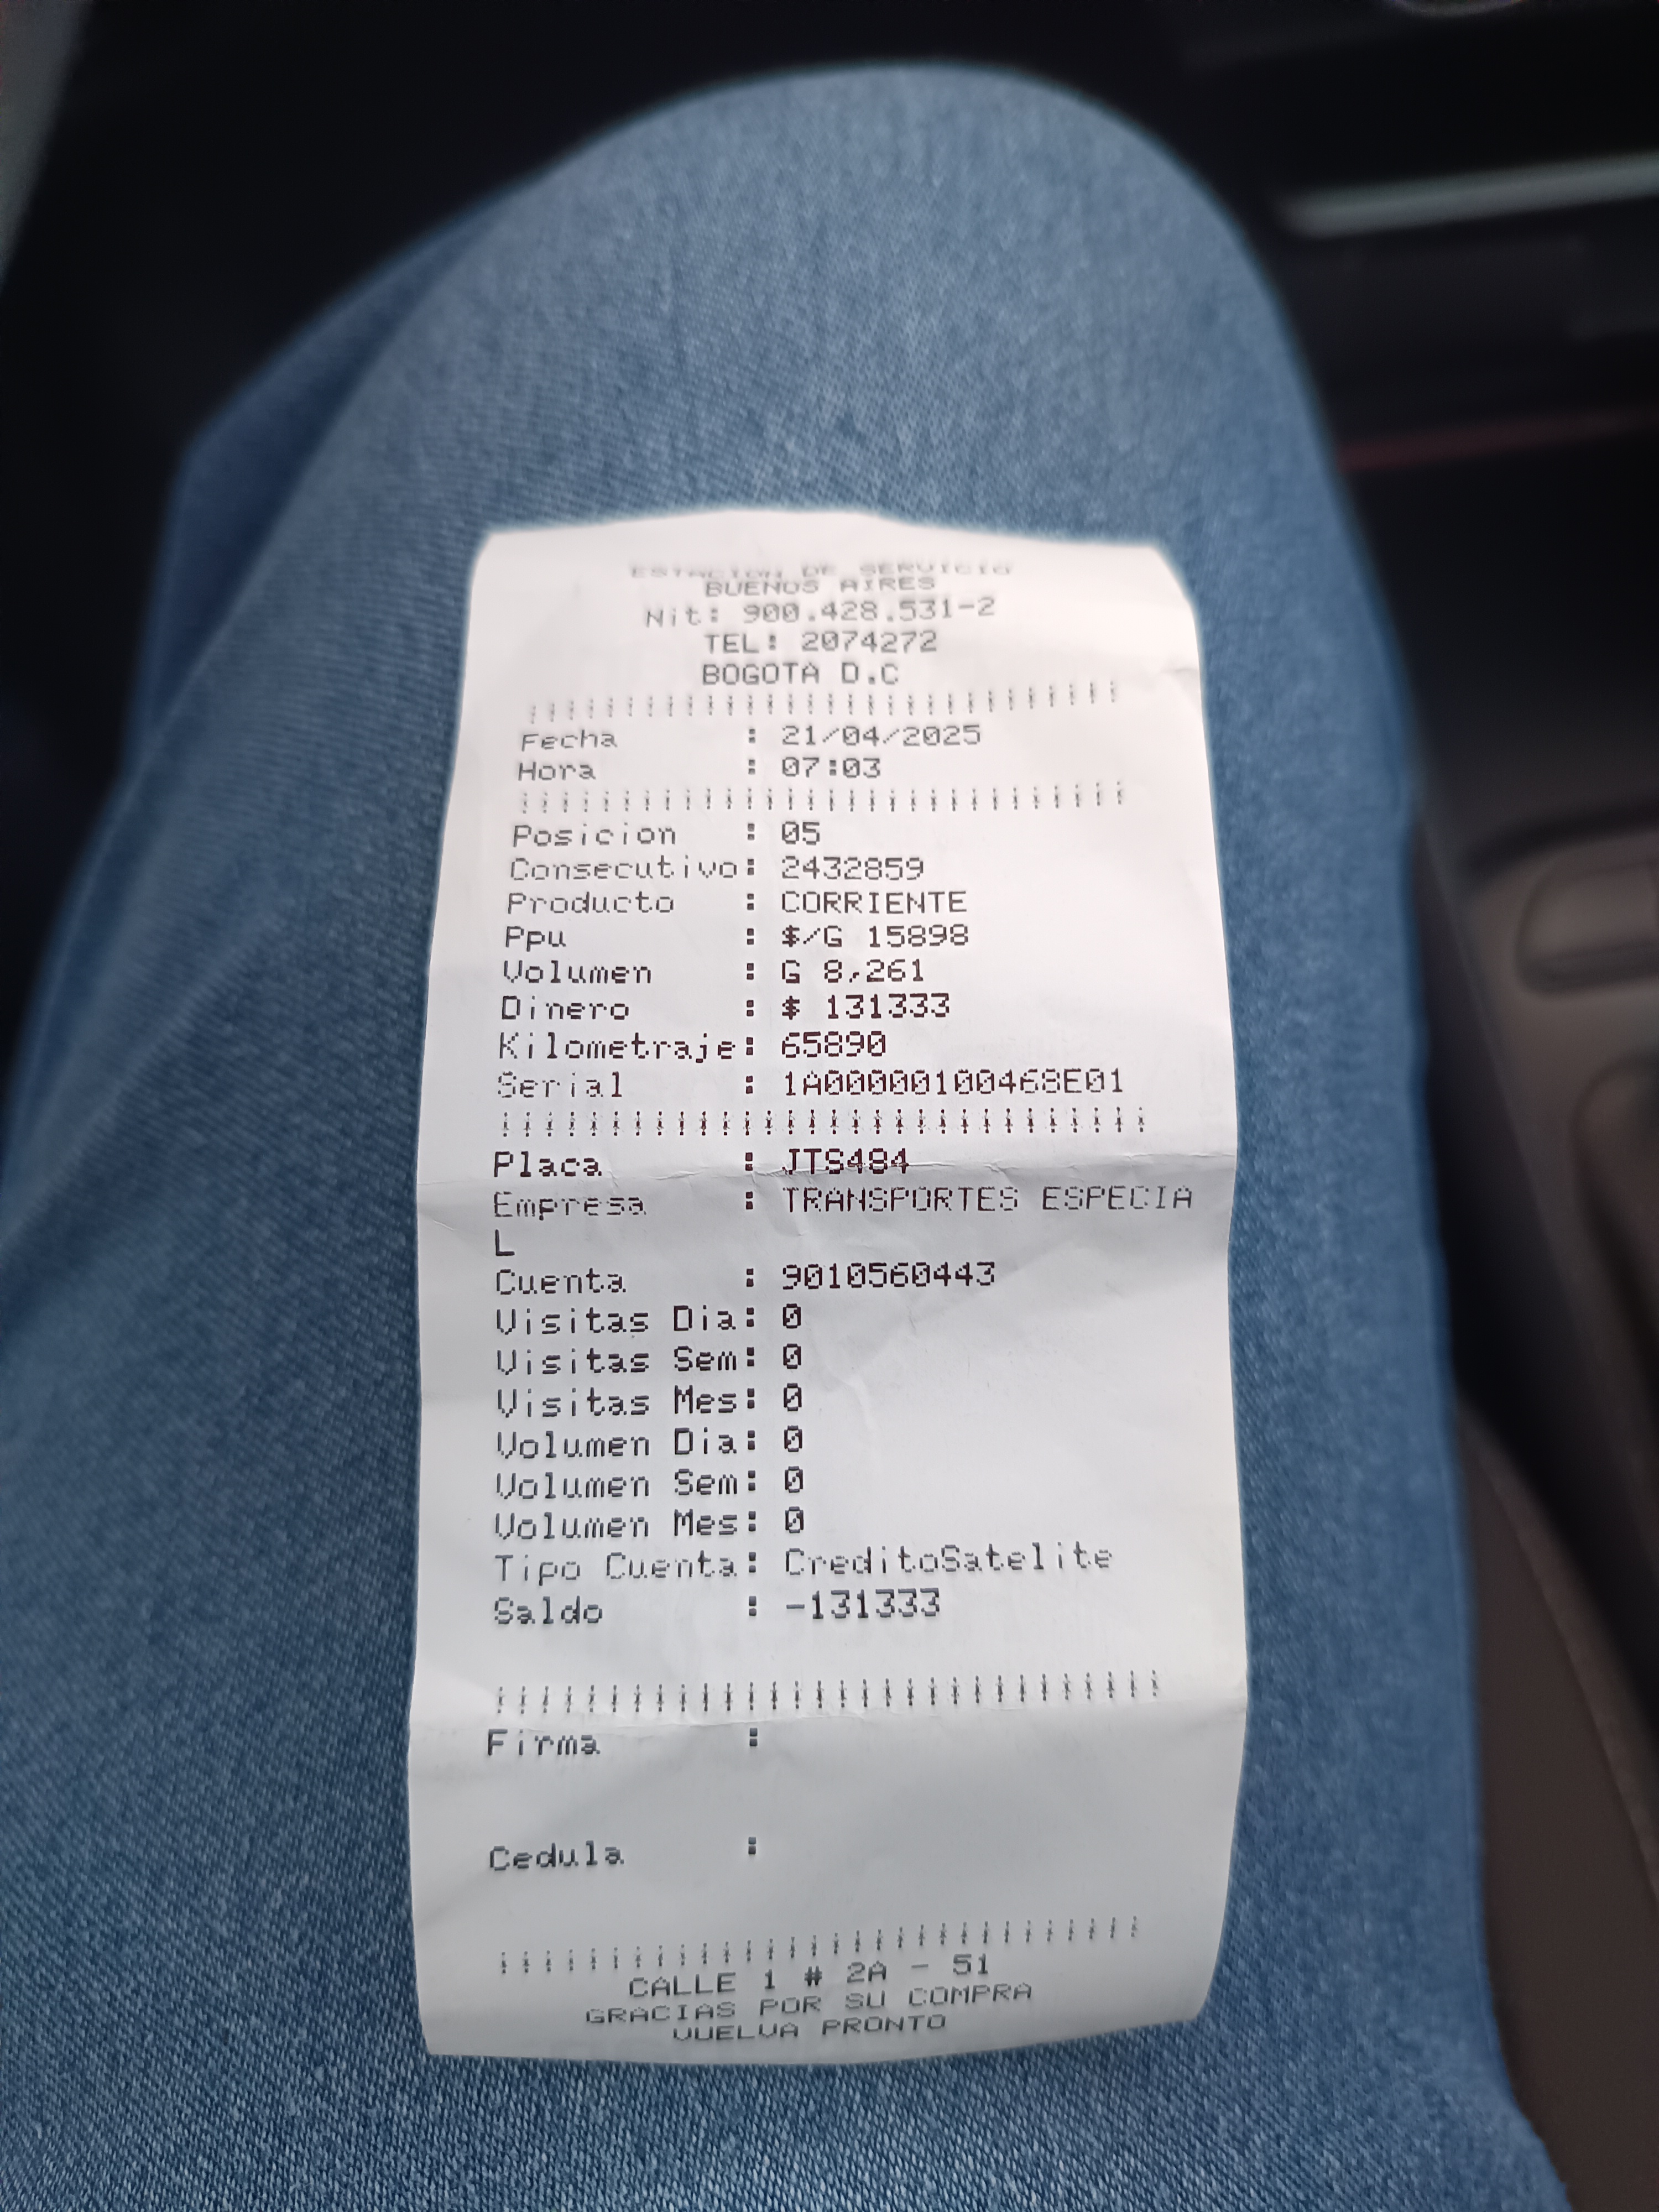 ESTACION DE SERVICIO
BUENOS AIRES
Nit: 900.428.531-2
TEL: 2074272
BOGOTA D.C
Fecha : 21/04/2025
Hora : 07:03
Posicion : 05
Consecutivo: 2432859
Producto : CORRIENTE
Ppu : $/G 15898
Volumen : G 8,261
Dinero : $ 131333
Kilometraje: 65890
Serial : 1A00000100468E01
Placa : JTS484
Empresa : TRANSPORTES ESPECIA
L
Cuenta : 9010560443
Visitas Dia: 0
Visitas Sem: 0
Visitas Mes: 0
Volumen Dia: 0
Volumen Sem: 0
Volumen Mes: 0
Tipo Cuenta: CreditoSatelite
Saldo : -131333
Firma :
Cedula :
CALLE 1 # 2A - 51
GRACIAS POR SU COMPRA
VUELVA PRONTO